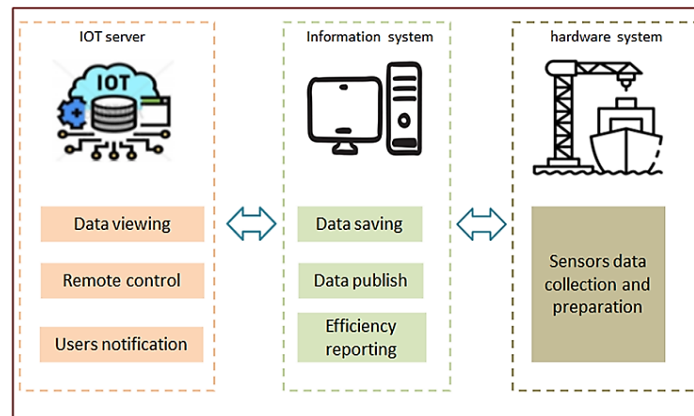 IOT server
IOT
Data viewing
Remote control
Users notification
Information system
Data saving
Data publish
Efficiency
reporting
hardware system
Sensors data
collection and
preparation